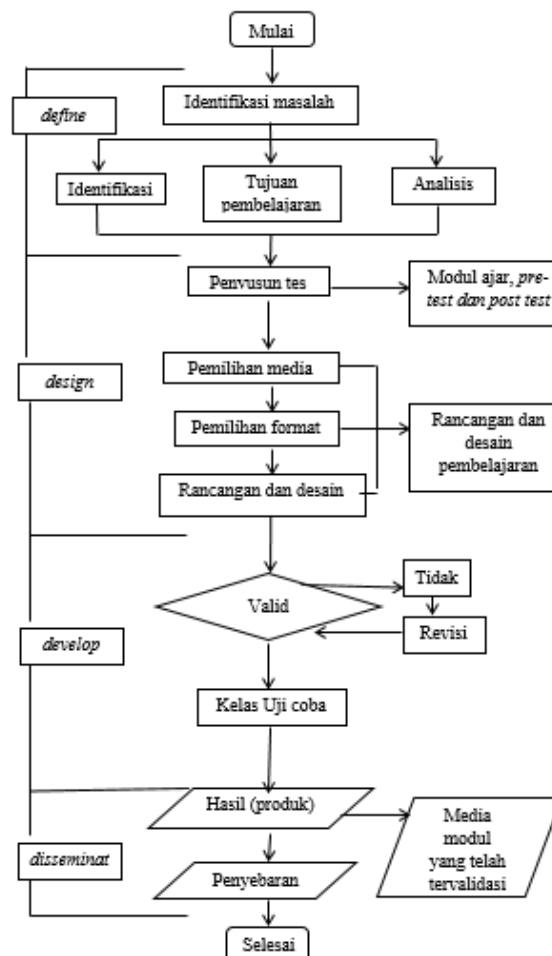 Mulai
define
Identifikasi masalah
Identifikasi
Tujuan
pembelajaran
Analisis
Penvusun tes
Modul ajar, pre-
test dan post test
design
Pemilihan media
Pemilihan format
Rancangan dan
desain
pembelajaran
Rancangan dan desain
Valid
Tidak
Revisi
develop
Kelas Uji coba
Hasil (produk)
Media
modul
yang telah
tervalidasi
disseminat
Penyebaran
Selesai